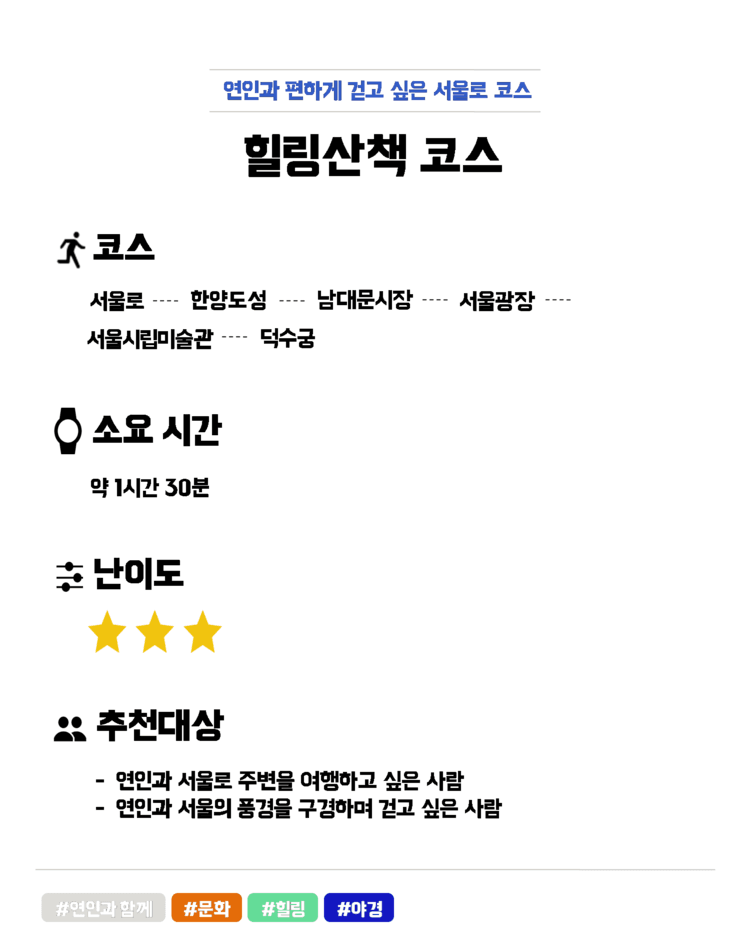 연인과 편하게 걷고 싶은 서울로 코스
힐링산책 코스
코스
서울로 ---- 한양도성 ---- 남대문시장 ---- 서울광장 ----
서울시립미술관 ---- 덕수궁
소요 시간
약 1시간 30분
난이도
추천대상
- 연인과 서울로 주변을 여행하고 싶은 사람
- 연인과 서울의 풍경을 구경하며 걷고 싶은 사람
#연인과 함께 #문화 #힐링 #야경